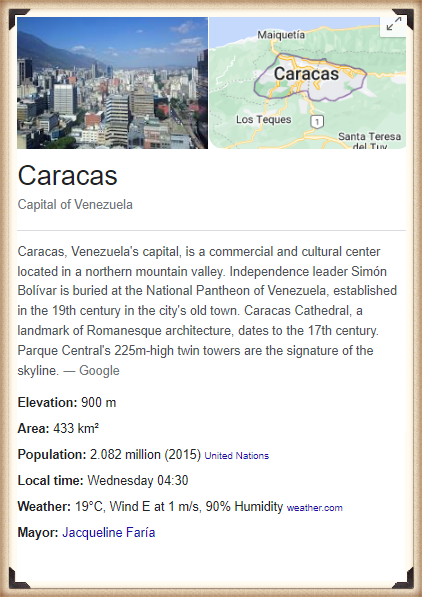 Maiquetía
Caracas
Los Teques
1
Santa Teresa
del Tuy
Caracas
Capital of Venezuela
Caracas, Venezuela's capital, is a commercial and cultural center
located in a northern mountain valley. Independence leader Simón
Bolívar is buried at the National Pantheon of Venezuela, established
in the 19th century in the city's old town. Caracas Cathedral, a
landmark of Romanesque architecture, dates to the 17th century.
Parque Central's 225m-high twin towers are the signature of the
skyline. — Google
Elevation: 900 m
Area: 433 km²
Population: 2.082 million (2015) United Nations
Local time: Wednesday 04:30
Weather: 19°C, Wind E at 1 m/s, 90% Humidity weather.com
Mayor: Jacqueline Faría